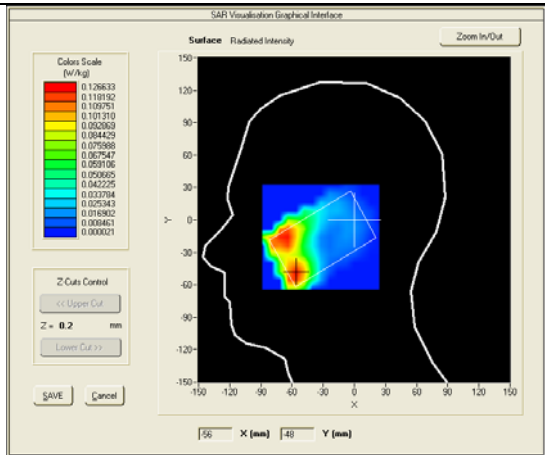 SAR Visualisation Graphical Interface
Surface Radiated Intensity
Zoom In/Out
Colors Scale
(W/kg)
0.126633
0.118192
0.109751
0.101310
0.092869
0.084429
0.075988
0.067547
0.059106
0.050665
0.042225
0.033784
0.025343
0.016902
0.008461
0.000021
Z Cuts Control
<< Upper Cut
Z = 0.2 mm
Lower Cut >>
SAVE
Cancel
150-
120-
90-
60-
30-
0-
-30-
-60-
-90-
-120-
-150-
Y
-150 -120 -90 -60 -30 0 30 60 90 120 150
X
-56 X (mm) -48 Y (mm)